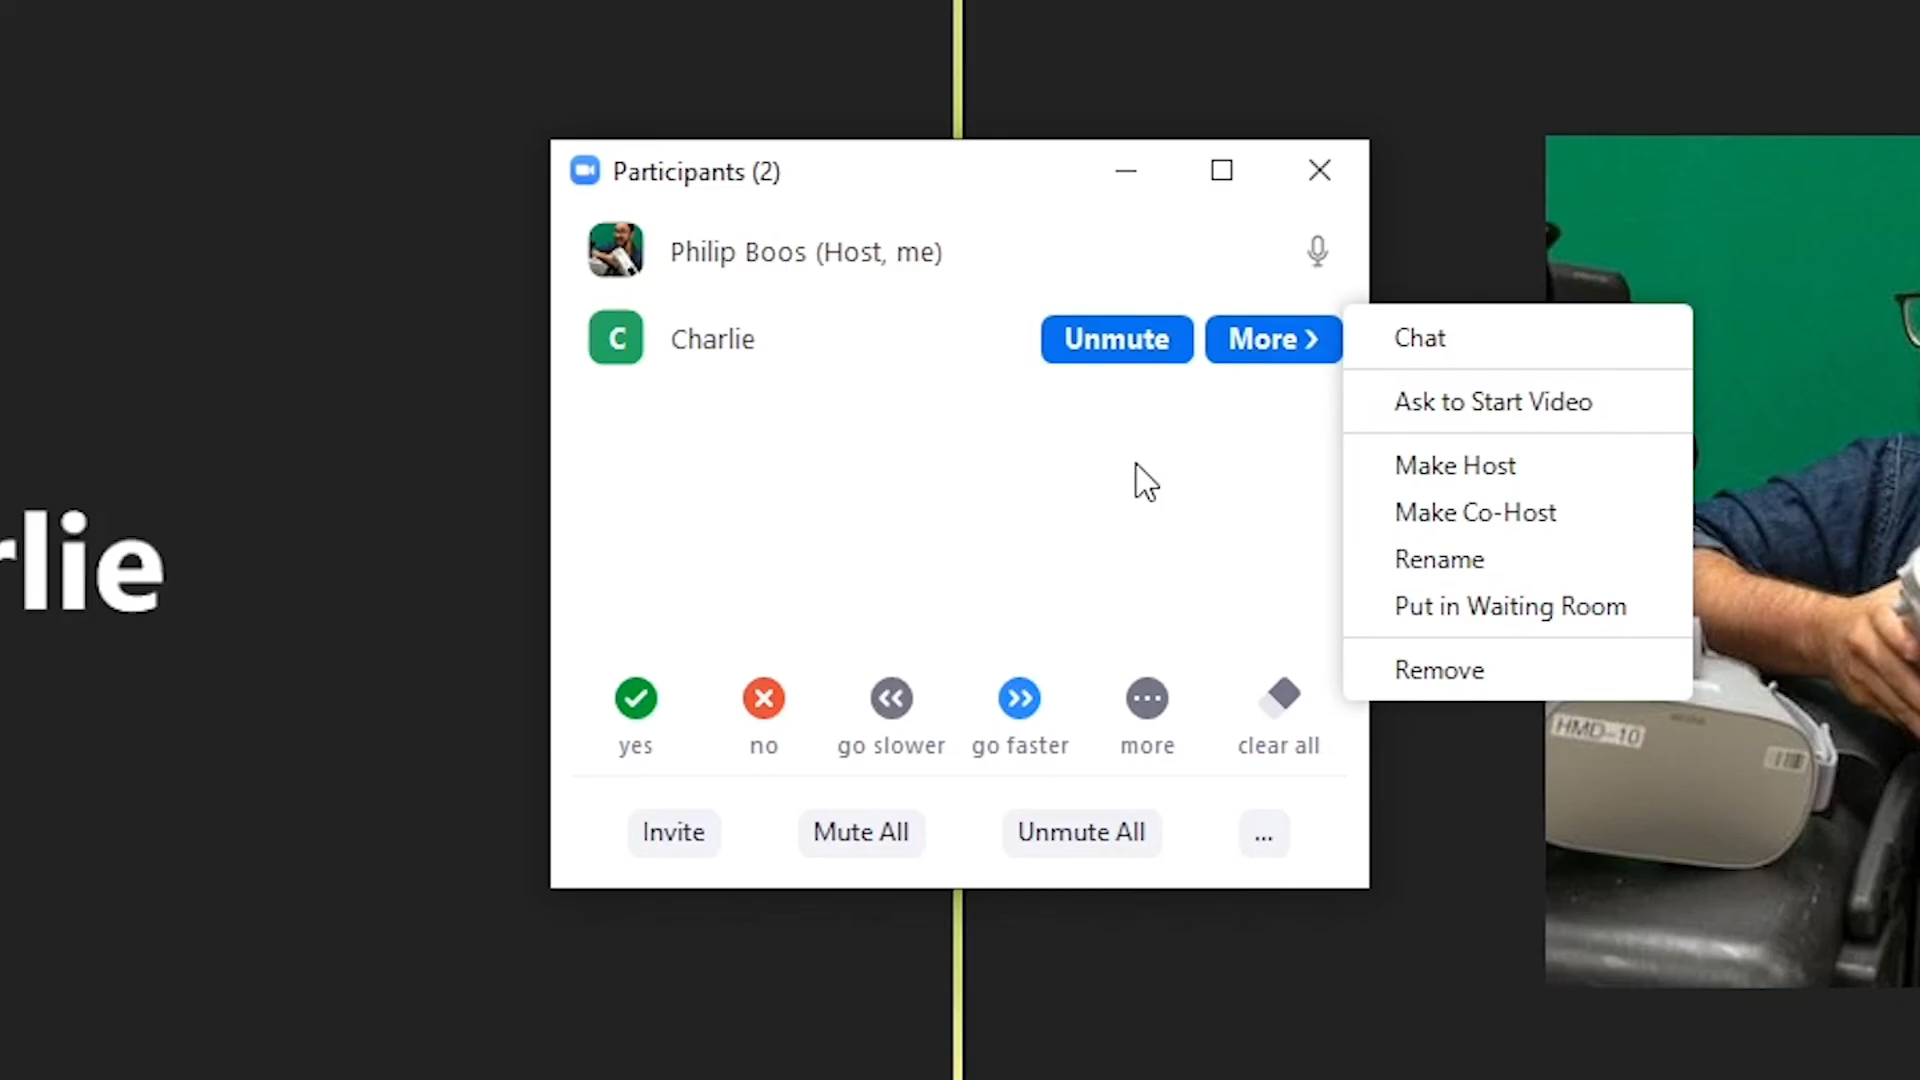 Participants (2)
Philip Boos (Host, me)
C Charlie Unmute More >
Chat
Ask to Start Video
Make Host
Make Co-Host
Rename
Put in Waiting Room
Remove
rlie
yes no go slower go faster more clear all
HMD-10
Invite Mute All Unmute All ...